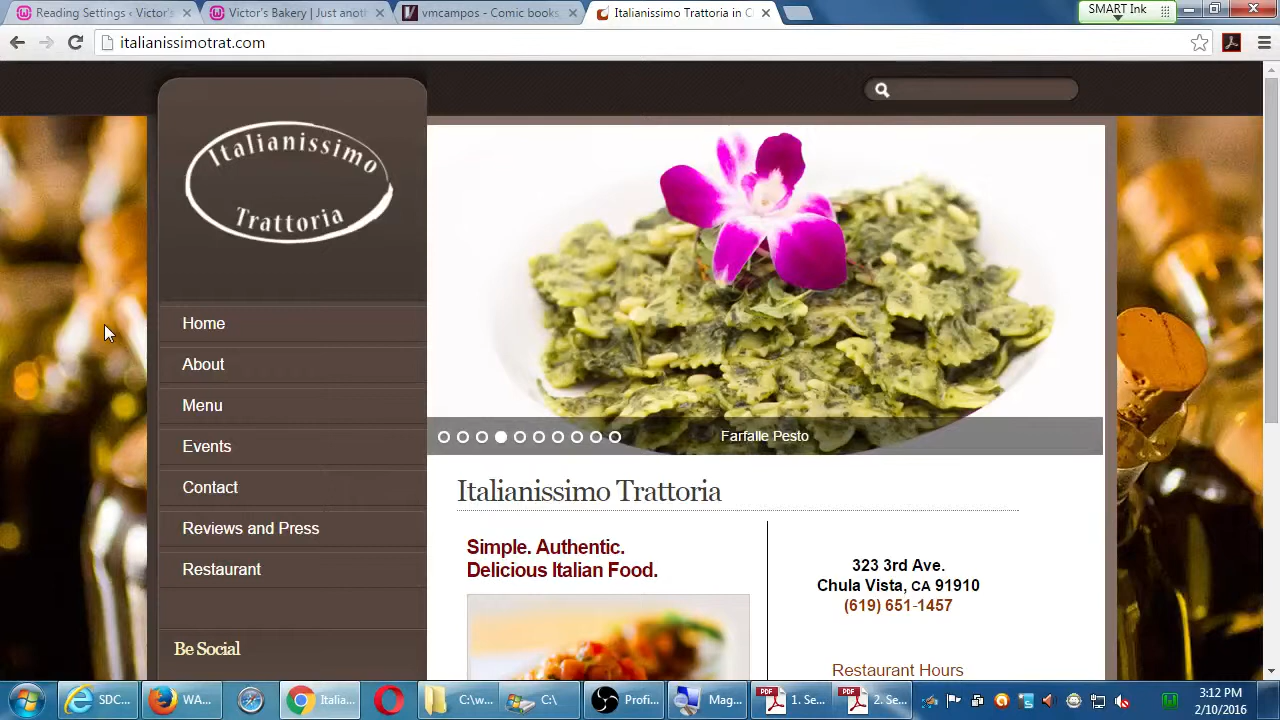 Reading Settings ‹ Victor's
Victor's Bakery | Just anot
vmcampos - Comic books
Italianissimo Trattoria in C
SMART Ink
italianissimotrat.com
Italianissimo
Trattoria
Home
About
Menu
Events
Contact
Reviews and Press
Restaurant
Be Social
Farfalle Pesto
Italianissimo Trattoria
Simple. Authentic.
Delicious Italian Food.
323 3rd Ave.
Chula Vista, CA 91910
(619) 651-1457
Restaurant Hours
SDC...
WA...
Italia...
C:\w...
C:\
Profi...
Mag...
1. Se...
2. Se...
3:12 PM
2/10/2016